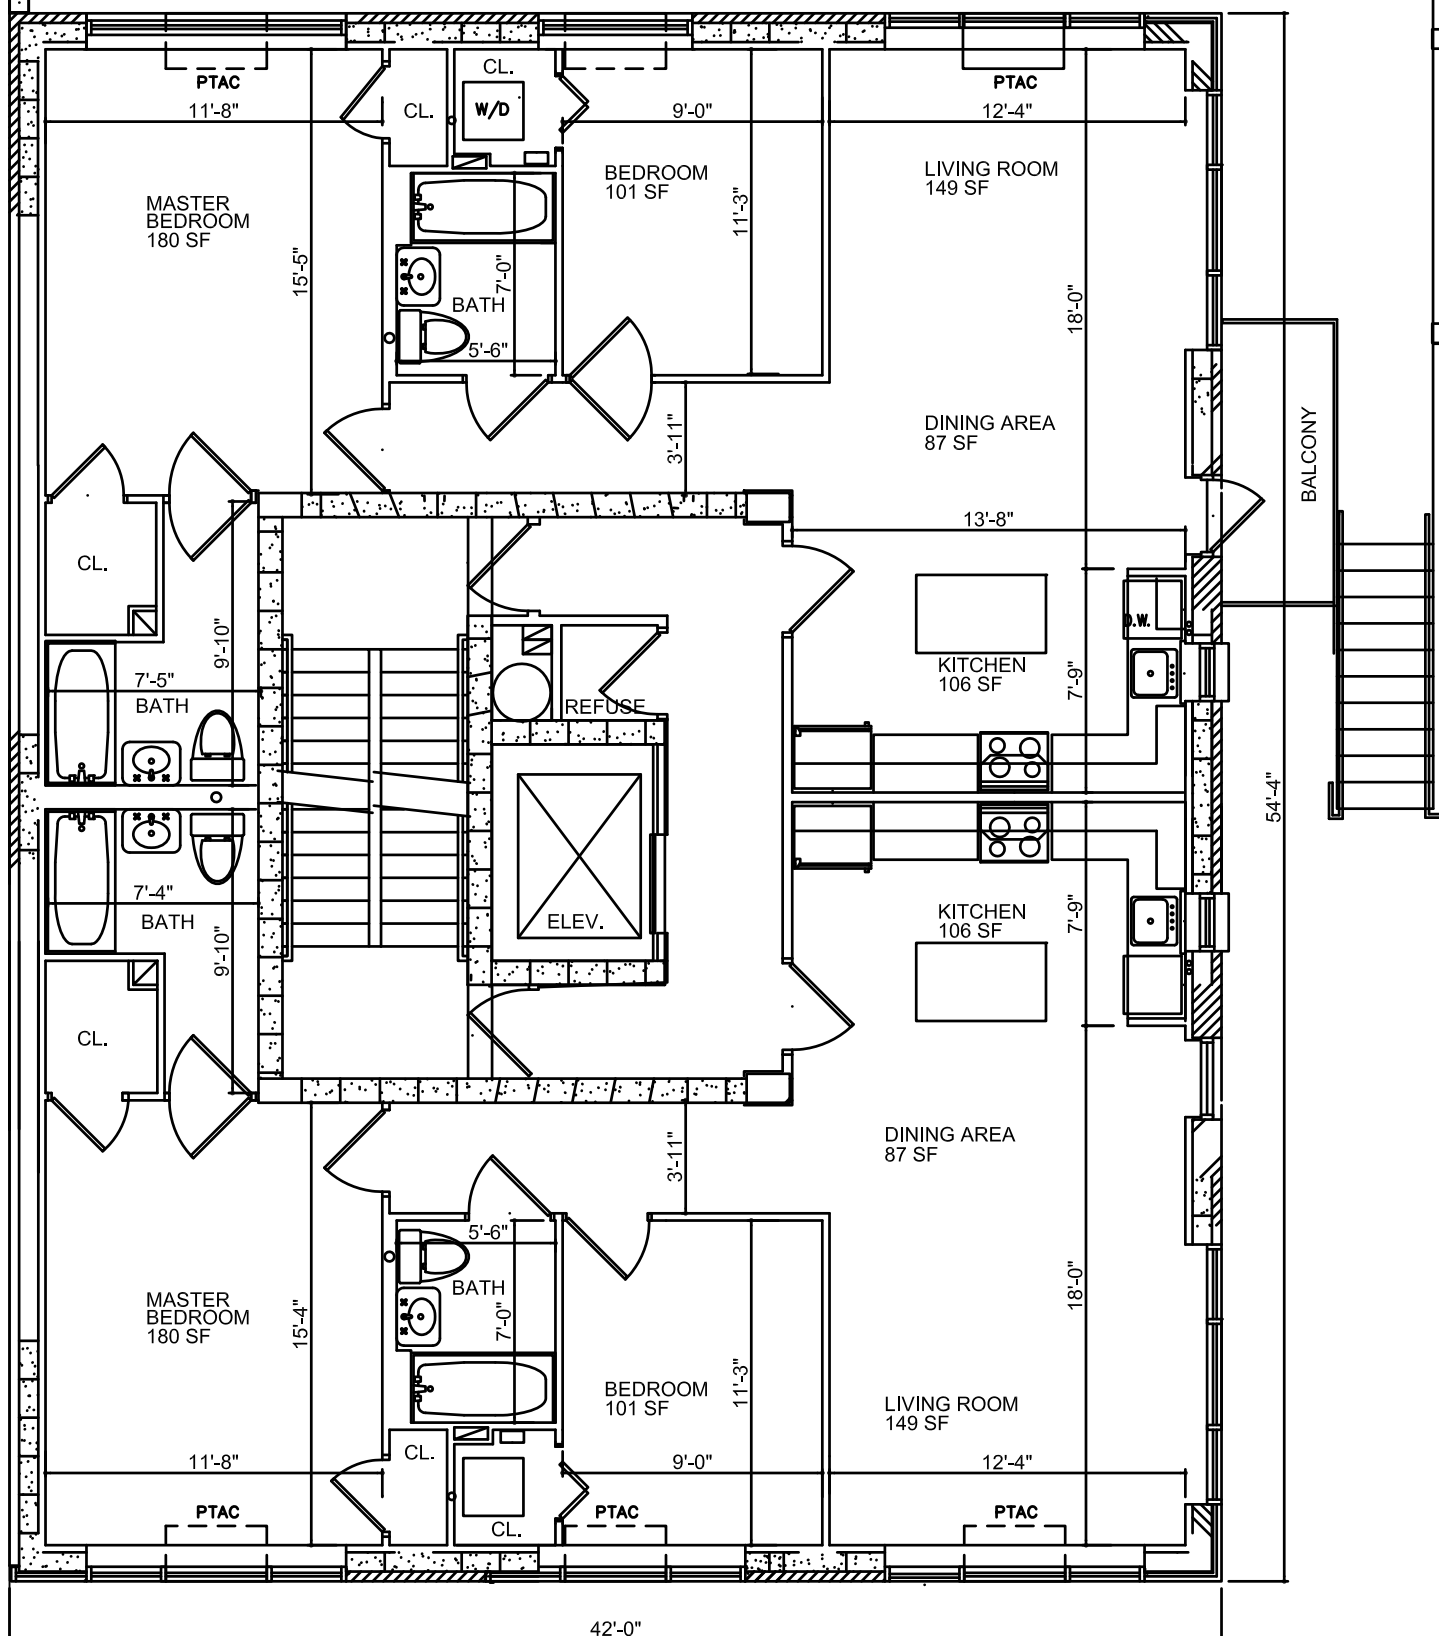 PTAC
11'-8"
CL.
CL.
W/D
9'-0"
PTAC
12'-4"
MASTER
BEDROOM
180 SF
15'-5"
7'-0"
BATH
5'-6"
BEDROOM
101 SF
11'-3"
LIVING ROOM
149 SF
18'-0"
3'-11"
DINING AREA
87 SF
BALCONY
13'-8"
CL.
9'-10"
7'-5"
BATH
REFUSE
D.W.
KITCHEN
106 SF
7'-9"
54'-4"
7'-4"
BATH
9'-10"
ELEV.
KITCHEN
106 SF
7'-9"
CL.
3'-11"
DINING AREA
87 SF
5'-6"
BATH
7'-0"
MASTER
BEDROOM
180 SF
15'-4"
BEDROOM
101 SF
11'-3"
18'-0"
LIVING ROOM
149 SF
11'-8"
CL.
9'-0"
12'-4"
PTAC
CL.
PTAC
PTAC
42'-0"